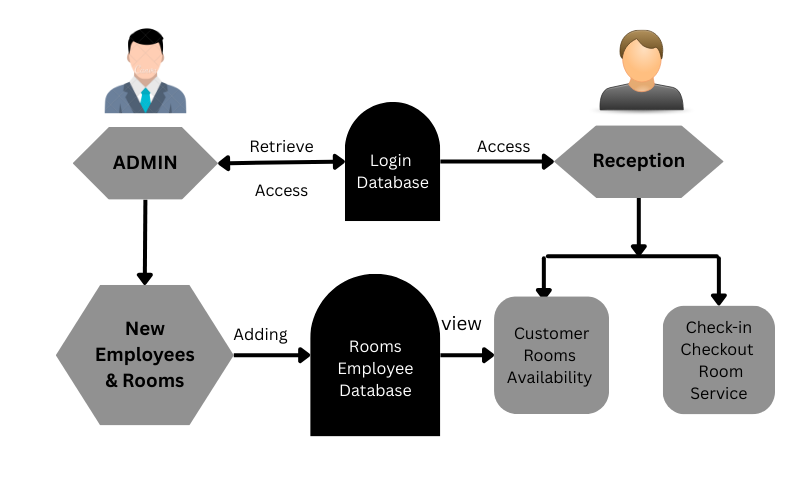 ADMIN
Retrieve
Access
Login
Database
Access
Reception
New
Employees
& Rooms
Adding
Rooms
Employee
Database
view
Customer
Rooms
Availability
Check-in
Checkout
Room
Service